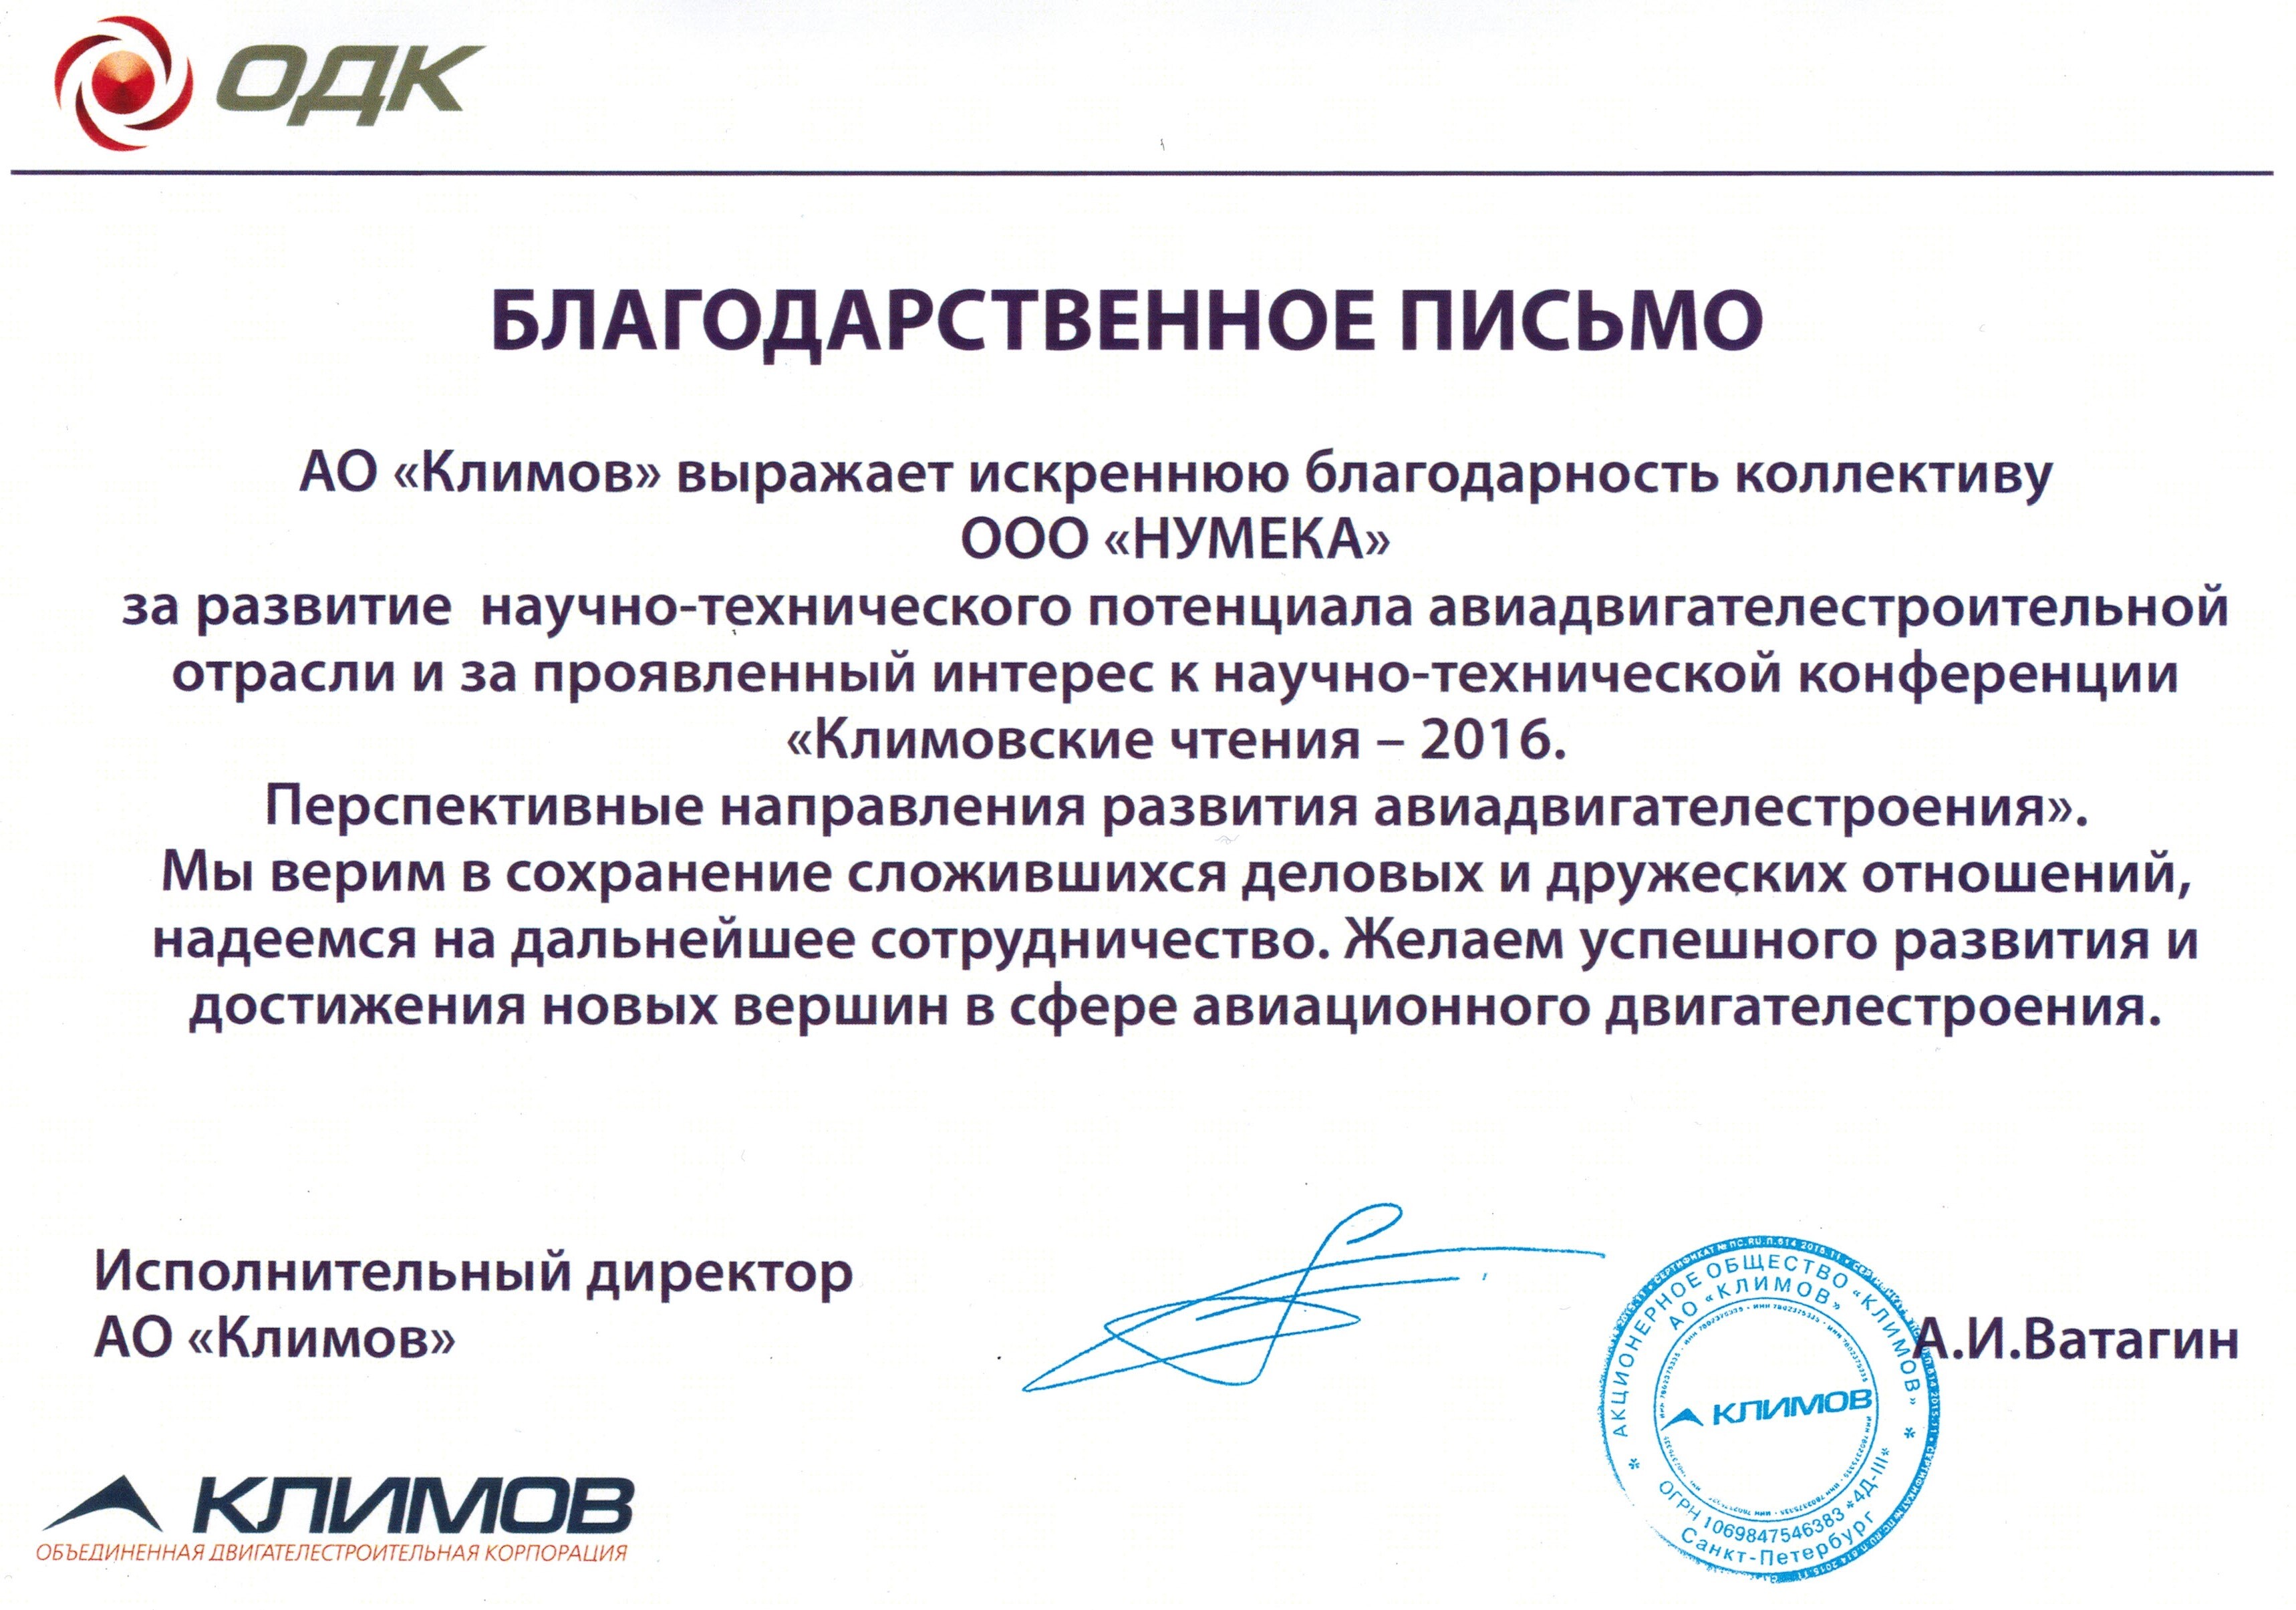 ОДК
БЛАГОДАРСТВЕННОЕ ПИСЬМО
АО «Климов» выражает искреннюю благодарность коллективу
ООО «НУМЕКА»
за развитие научно-технического потенциала авиадвигателестроительной
отрасли и за проявленный интерес к научно-технической конференции
«Климовские чтения – 2016.
Перспективные направления развития авиадвигателестроения».
Мы верим в сохранение сложившихся деловых и дружеских отношений,
надеемся на дальнейшее сотрудничество. Желаем успешного развития и
достижения новых вершин в сфере авиационного двигателестроения.
Исполнительный директор
АО «Климов»
А.И.Ватагин
АКЦИОНЕРНОЕ ОБЩЕСТВО «КЛИМОВ»
АО «КЛИМОВ»
КЛИМОВ
ОГРН 1069847546383 *4Д-III*
Санкт-Петербург
КЛИМОВ
ОБЪЕДИНЕННАЯ ДВИГАТЕЛЕСТРОИТЕЛЬНАЯ КОРПОРАЦИЯ